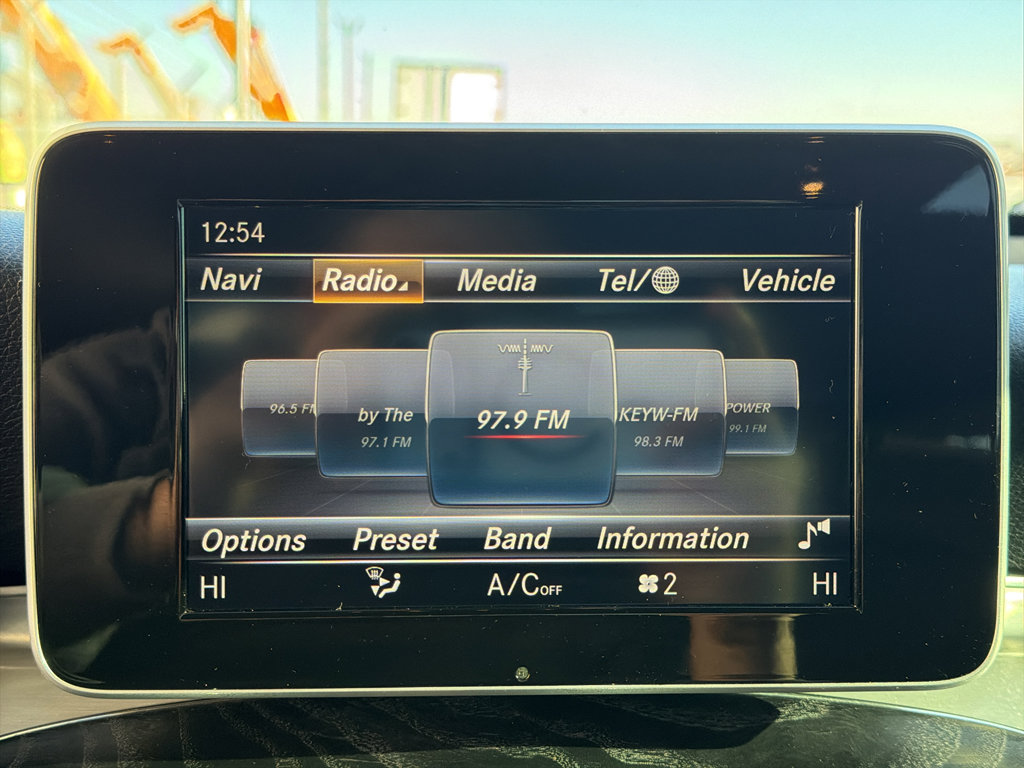 12:54
Navi Radio Media Tel/ Vehicle
96.5 FM
by The
97.1 FM
97.9 FM
KEYW-FM
98.3 FM
POWER
99.1 FM
Options Preset Band Information
HI A/C OFF 2 HI